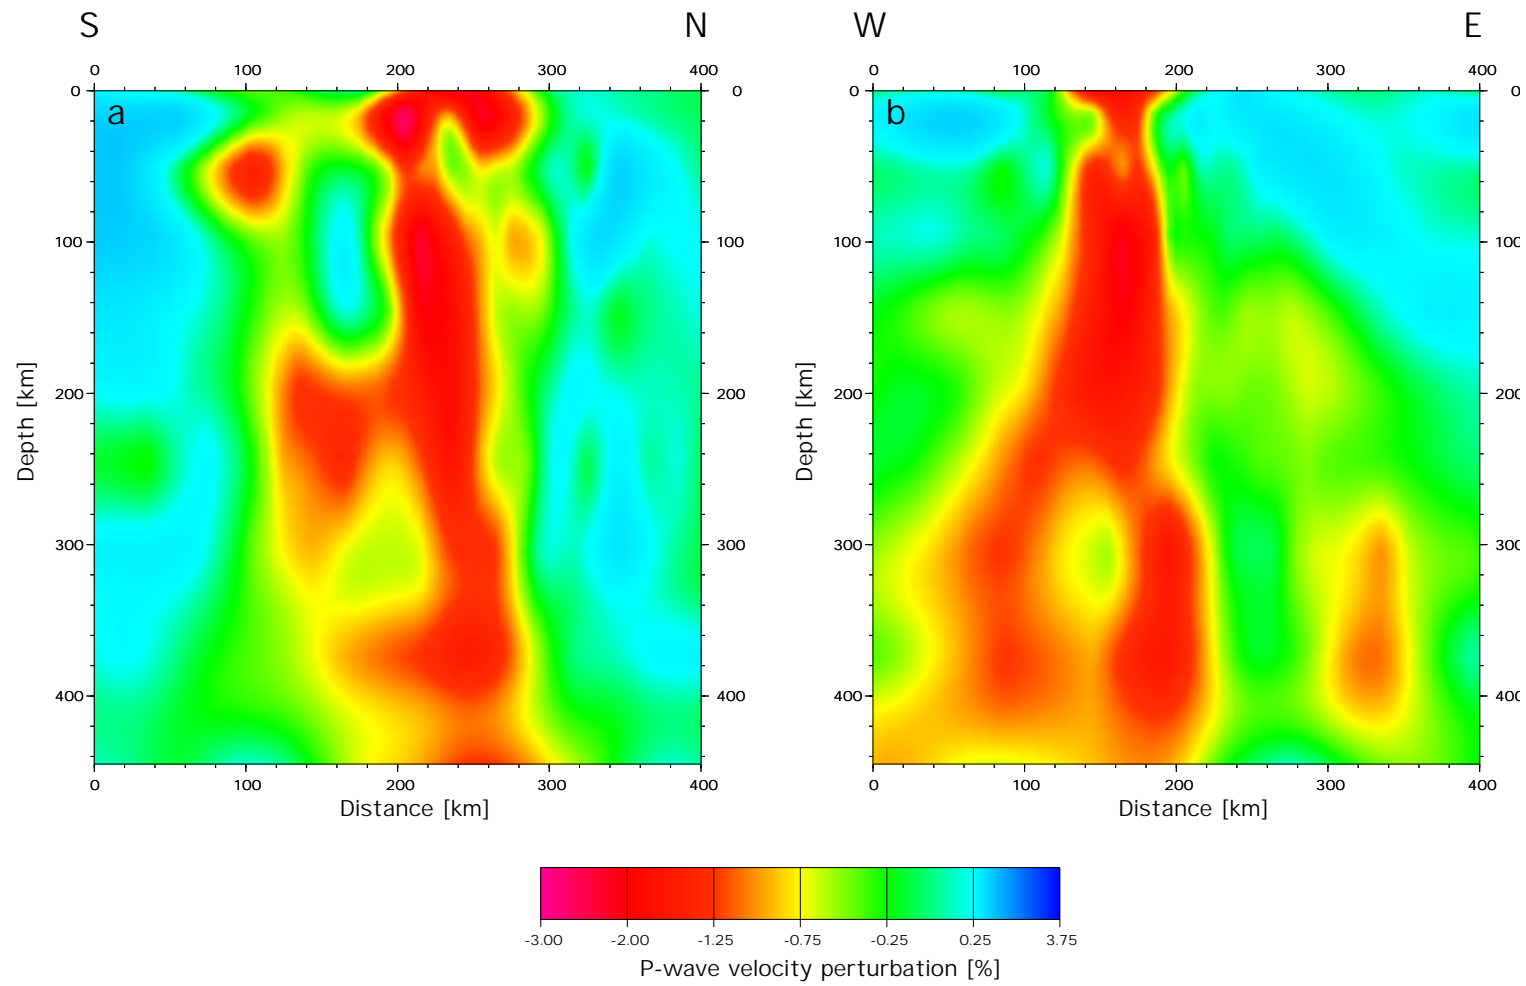 S N W E
0 100 200 300 400 0 100 200 300 400
0 a 0 0 b 0
100 100 100 100
200 200 200 200
Depth [km] Depth [km]
300 300 300 300
400 400 400 400
0 100 200 300 400 0 100 200 300 400
Distance [km] Distance [km]
-3.00 -2.00 -1.25 -0.75 -0.25 0.25 3.75
P-wave velocity perturbation [%]